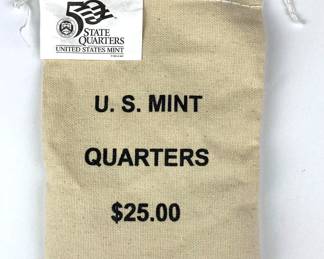 50
STATE
QUARTERS
UNITED STATES MINT
U. S. MINT
QUARTERS
$25.00